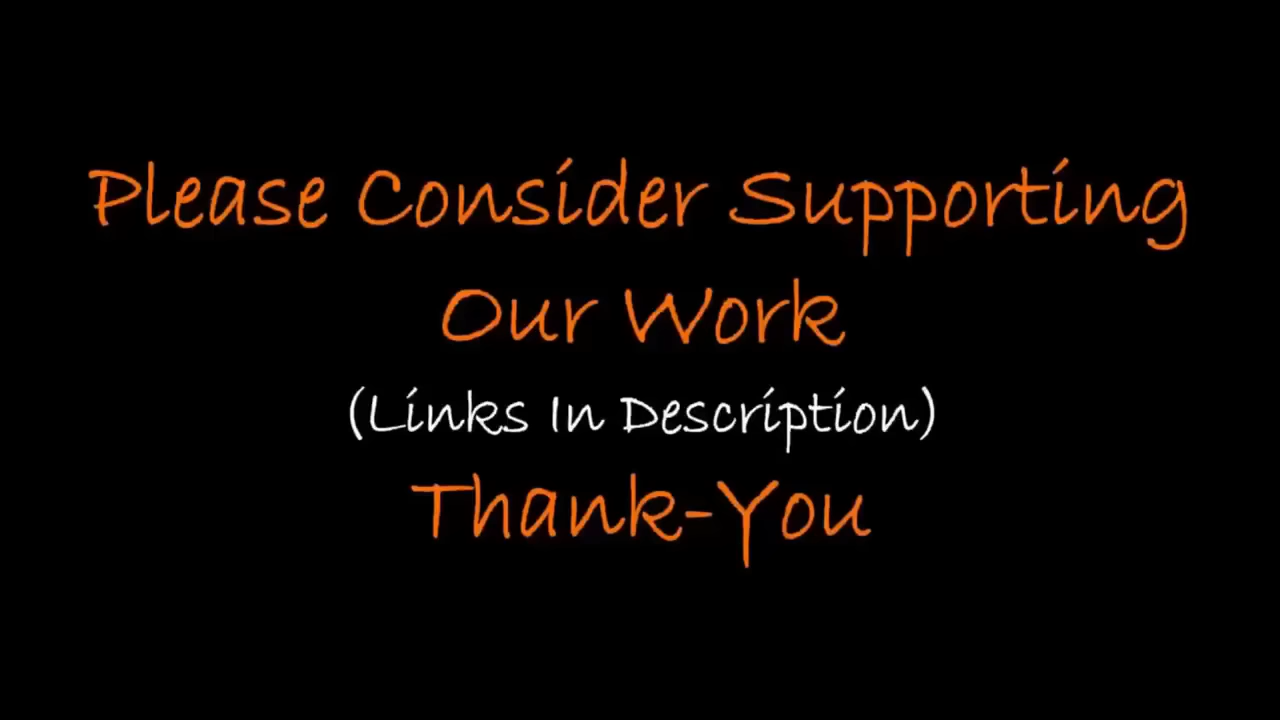 Please Consider Supporting
Our Work
(Links In Description)
Thank-You